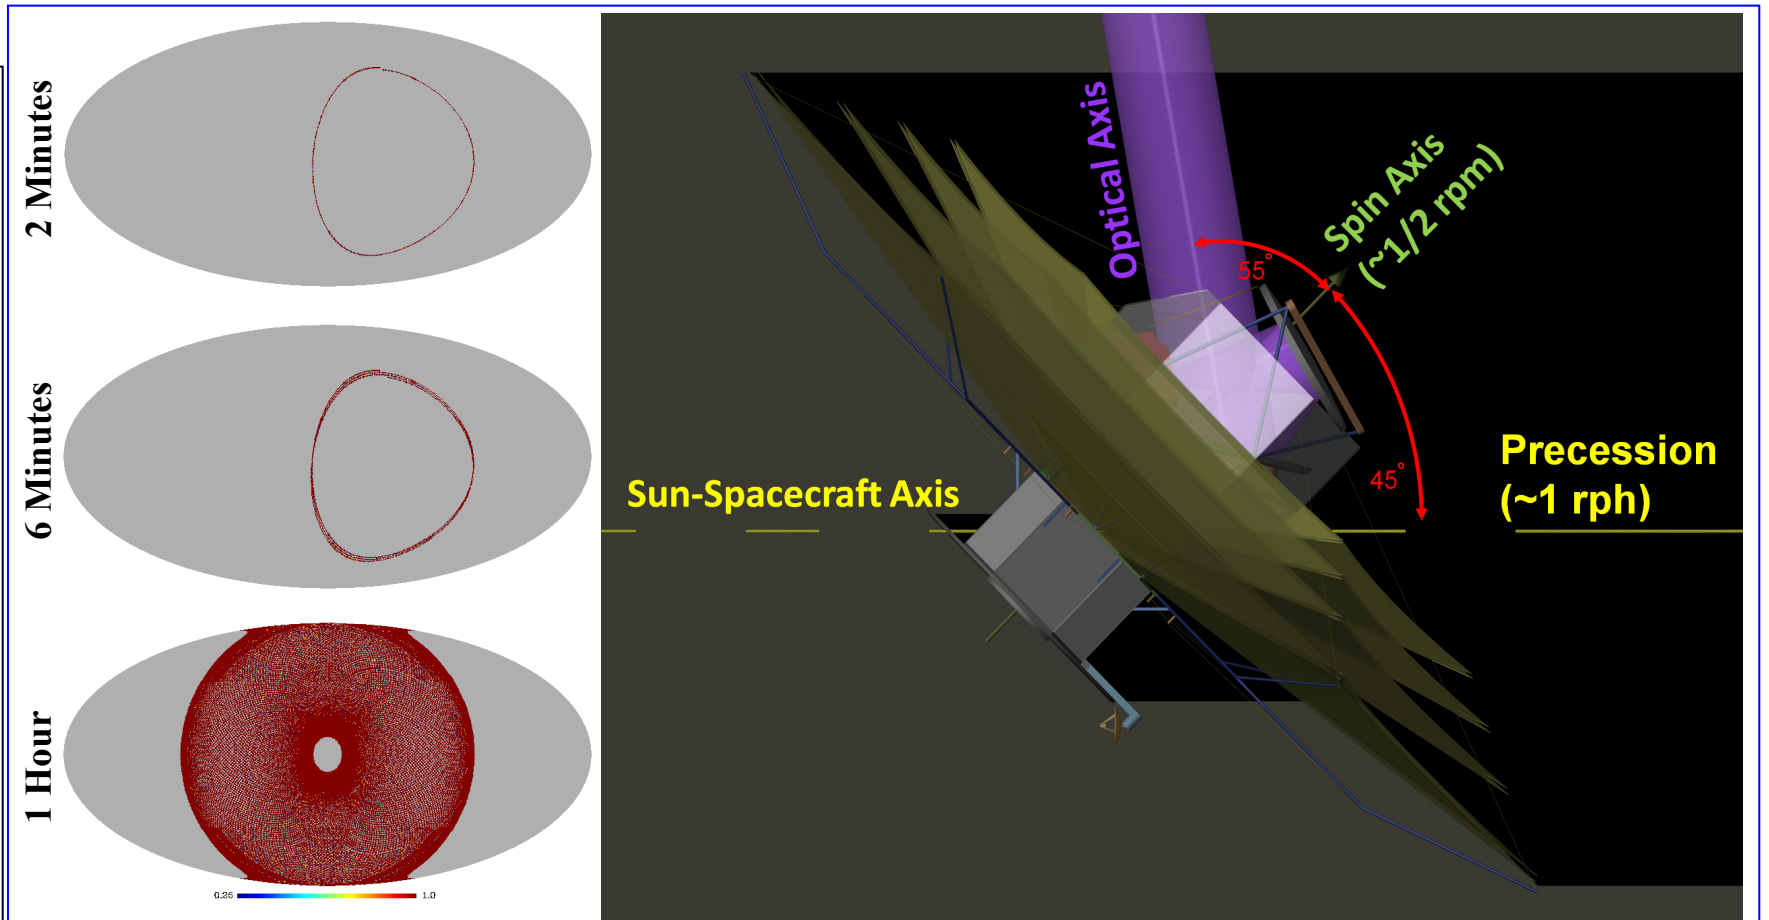 2 Minutes
6 Minutes
1 Hour
0.25
1.0
Optical Axis
Spin Axis
(~1/2 rpm)
55°
45°
Sun-Spacecraft Axis
Precession
(~1 rph)